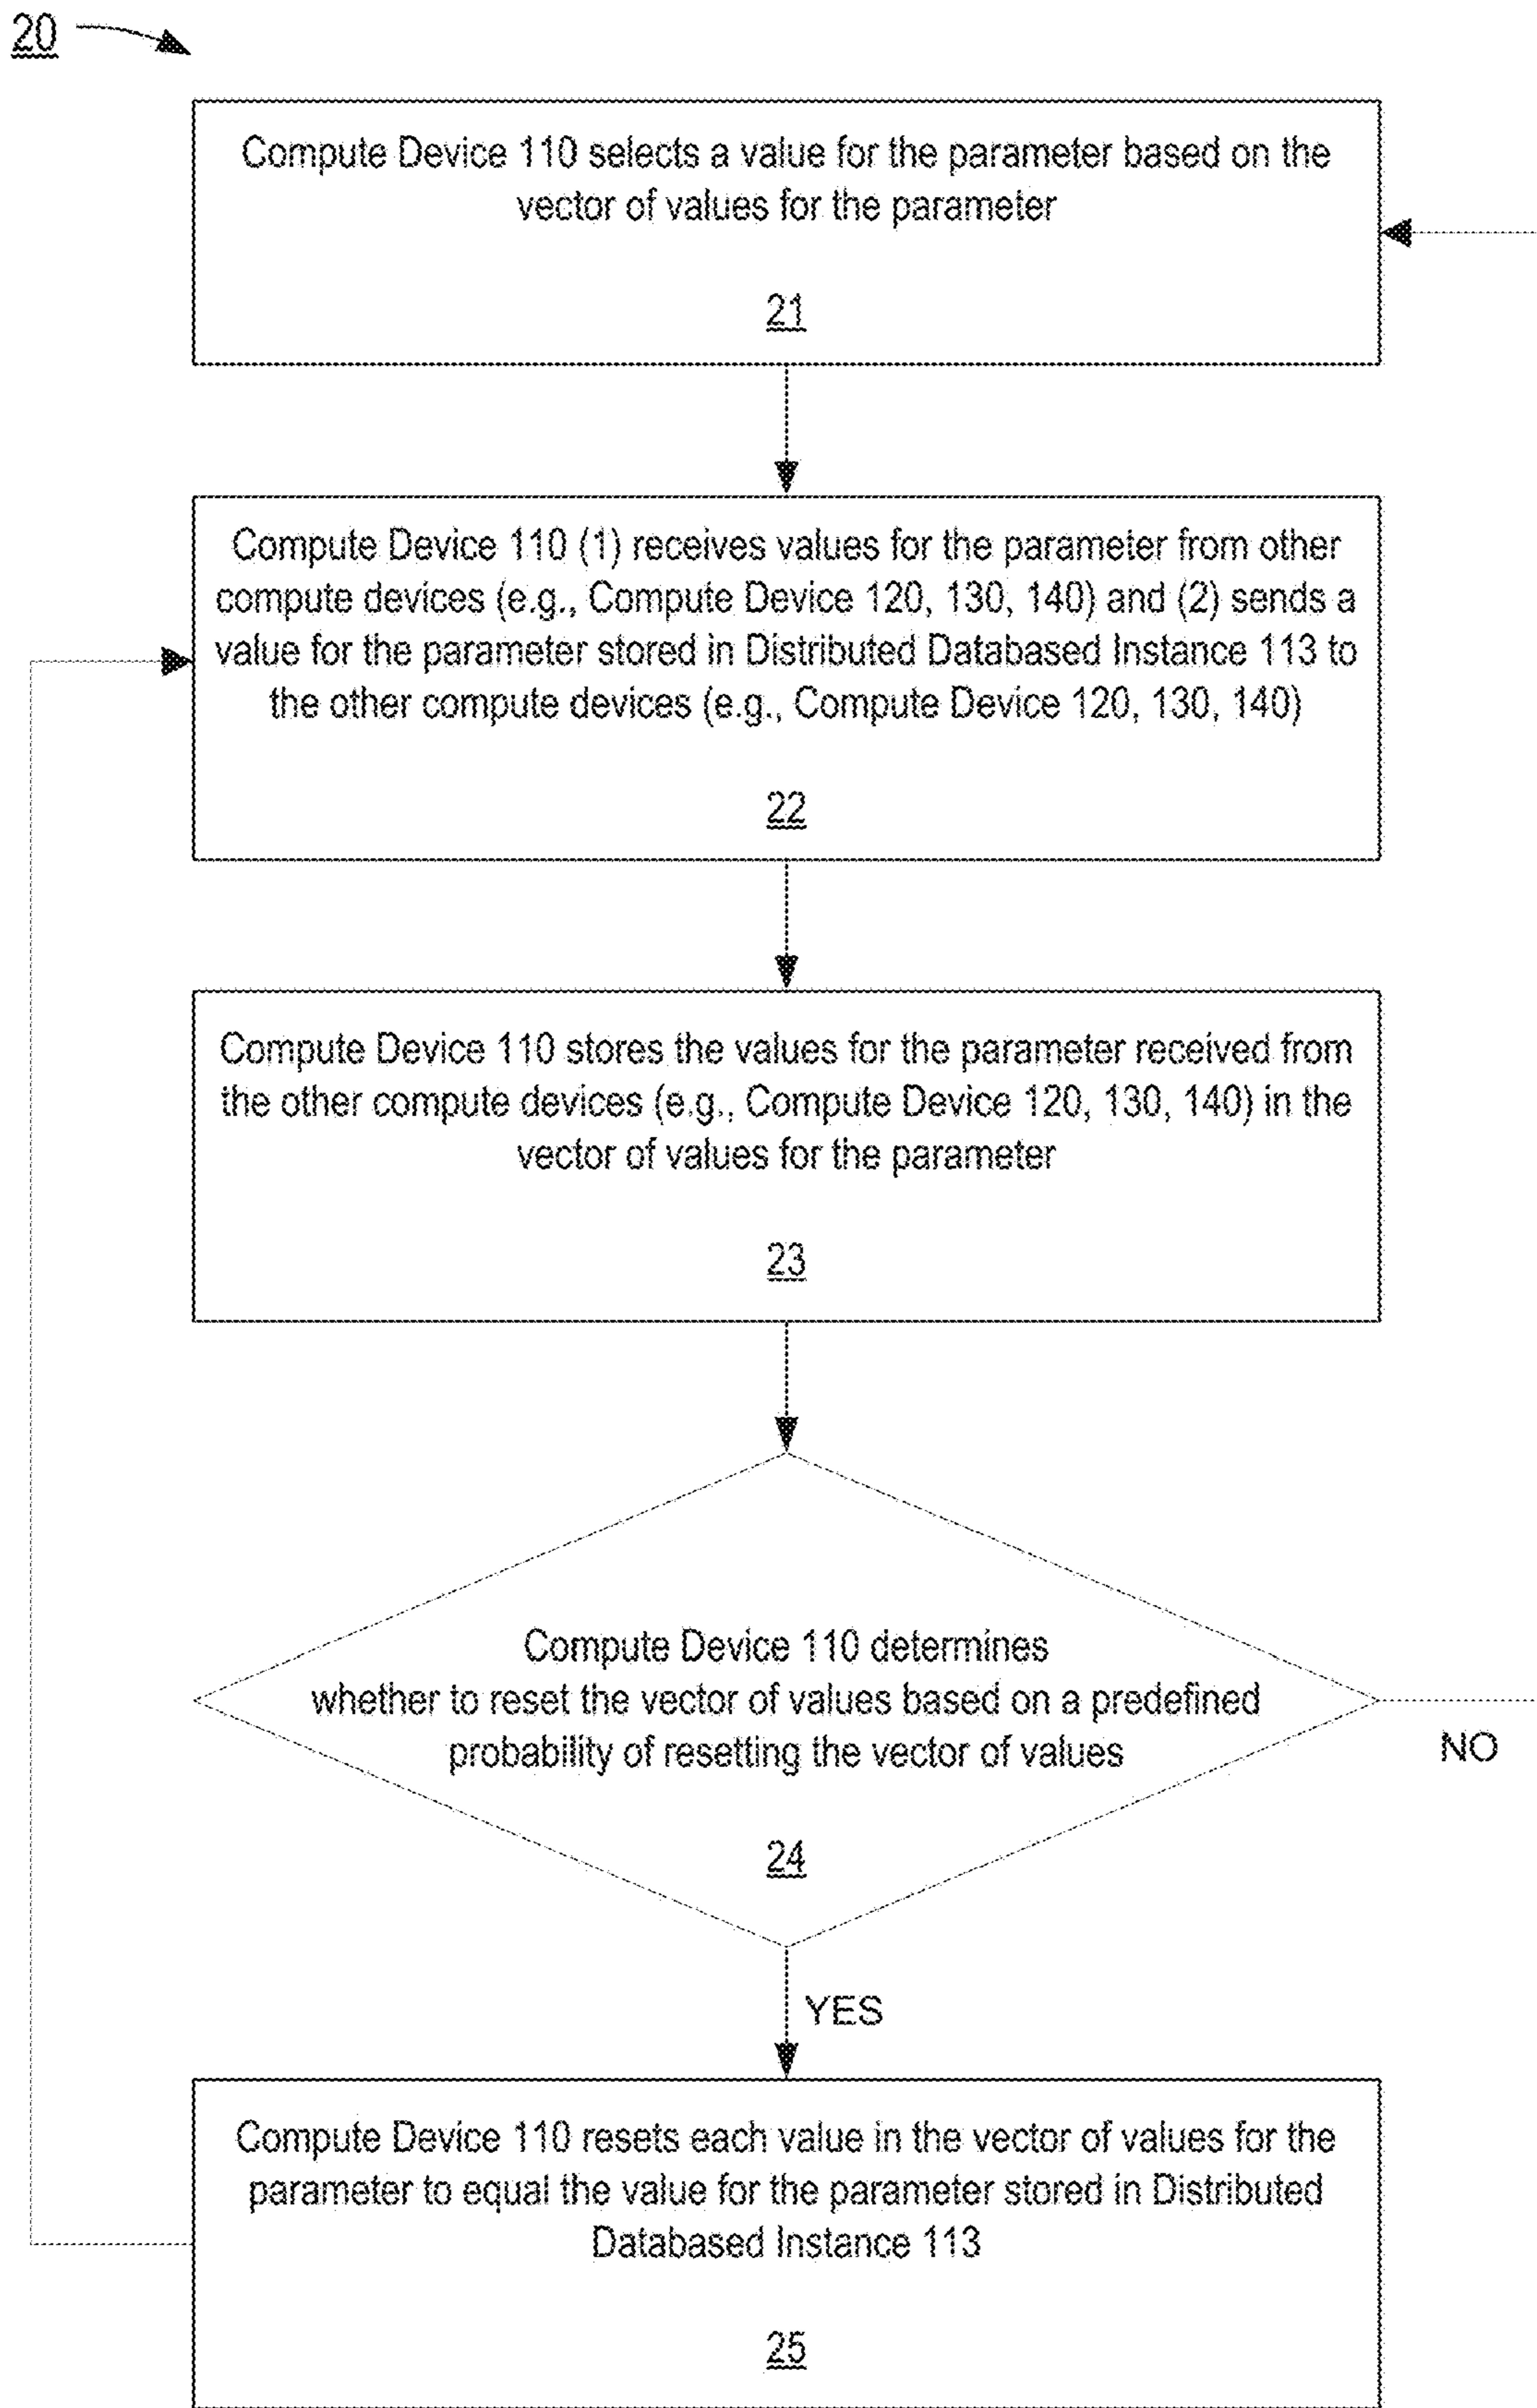 20
Compute Device 110 selects a value for the parameter based on the
vector of values for the parameter
21
Compute Device 110 (1) receives values for the parameter from other
compute devices (e.g., Compute Device 120, 130, 140) and (2) sends a
value for the parameter stored in Distributed Databased Instance 113 to
the other compute devices (e.g., Compute Device 120, 130, 140)
22
Compute Device 110 stores the values for the parameter received from
the other compute devices (e.g., Compute Device 120, 130, 140) in the
vector of values for the parameter
23
Compute Device 110 determines
whether to reset the vector of values based on a predefined
probability of resetting the vector of values
24
NO
YES
Compute Device 110 resets each value in the vector of values for the
parameter to equal the value for the parameter stored in Distributed
Databased Instance 113
25